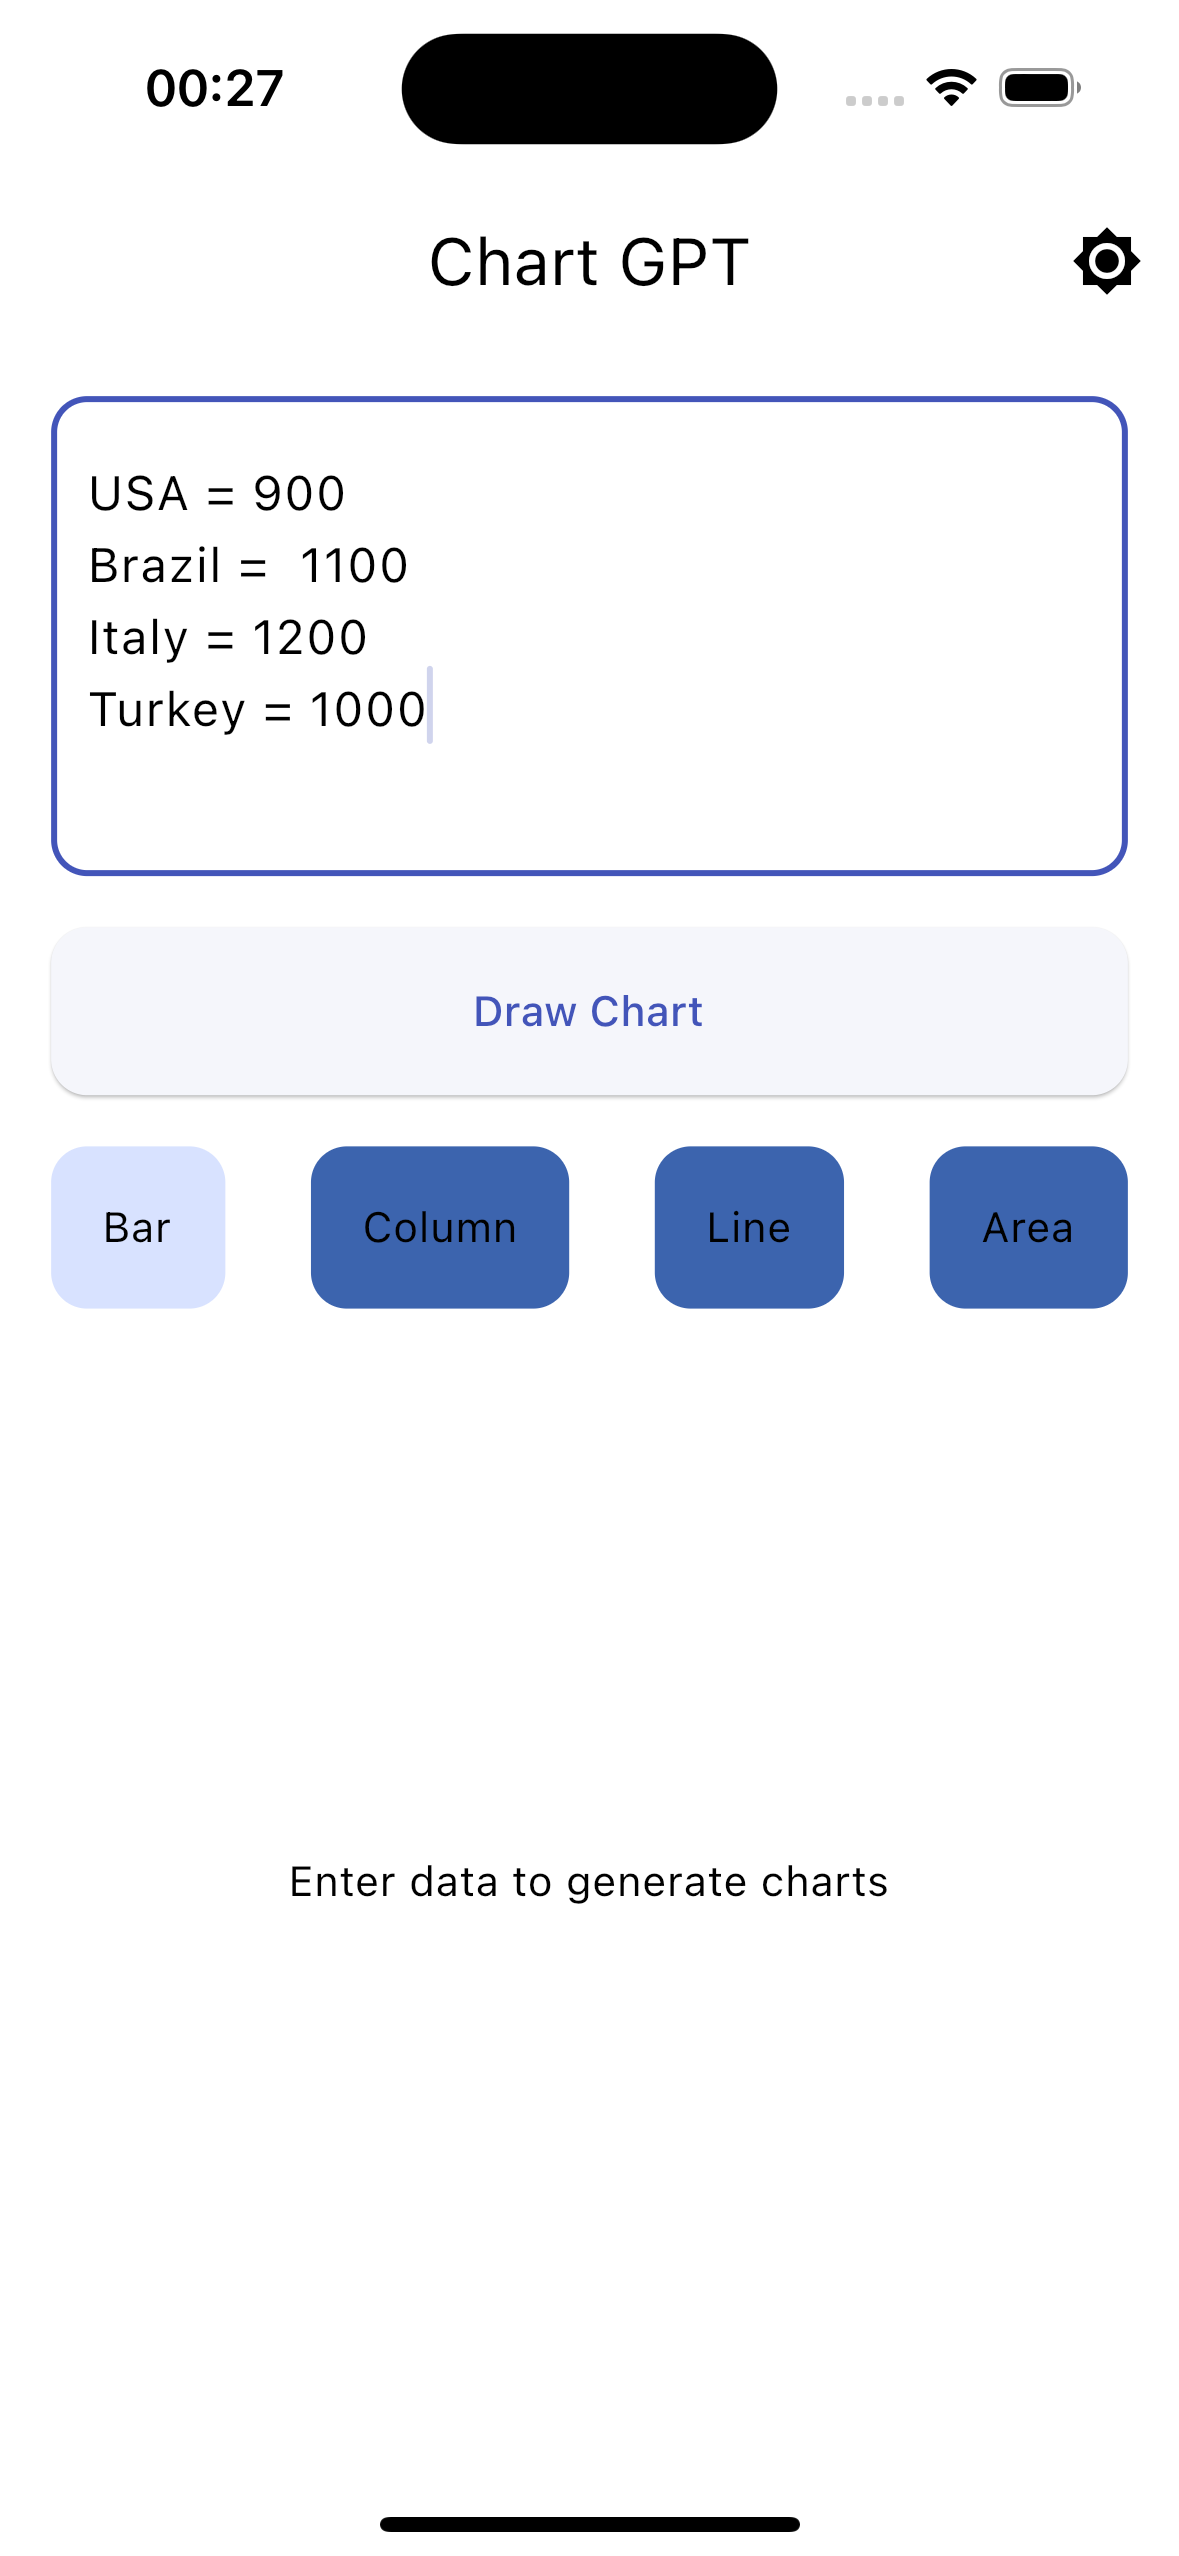 00:27
Chart GPT
USA = 900
Brazil =  1100
Italy = 1200
Turkey = 1000
Draw Chart
Bar Column Line Area
Enter data to generate charts